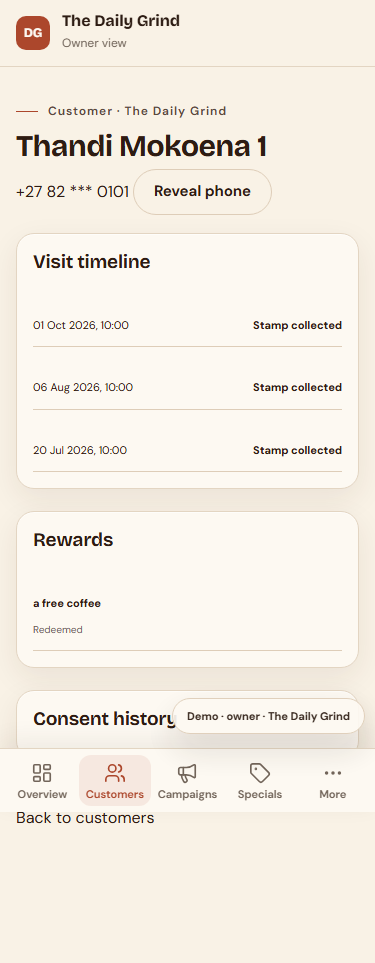 DG
The Daily Grind
Owner view
Customer · The Daily Grind
Thandi Mokoena 1
+27 82 *** 0101
Reveal phone
Visit timeline
01 Oct 2026, 10:00 Stamp collected
06 Aug 2026, 10:00 Stamp collected
20 Jul 2026, 10:00 Stamp collected
Rewards
a free coffee
Redeemed
Consent history
Demo · owner · The Daily Grind
Overview Customers Campaigns Specials More
Back to customers